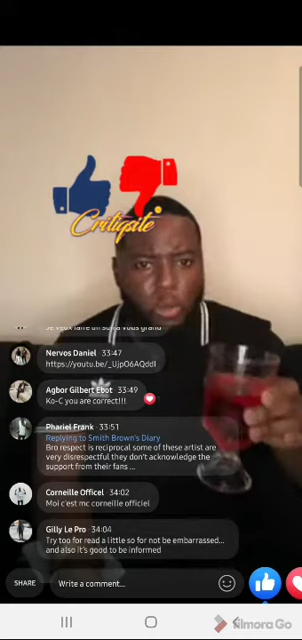 Critiqsite
Je veux faire un
Nervos Daniel · 33:47
https://youtu.be/_UjpO6AQddI
Agbor Gilbert Ebot · 33:49
Ko-C you are correct!!!
Phariel Frank · 33:51
Replying to Smith Brown's Diary
Bro respect is reciprocal some of these artist are
very disrespectful they don't acknowledge the
support from their fans ...
Corneille Officel · 34:02
Moi c'est mc corneille officiel
Gilly Le Pro · 34:04
Try too for read a little so for not be embarrassed...
and also it's good to be informed
SHARE
Write a comment...
filmora Go